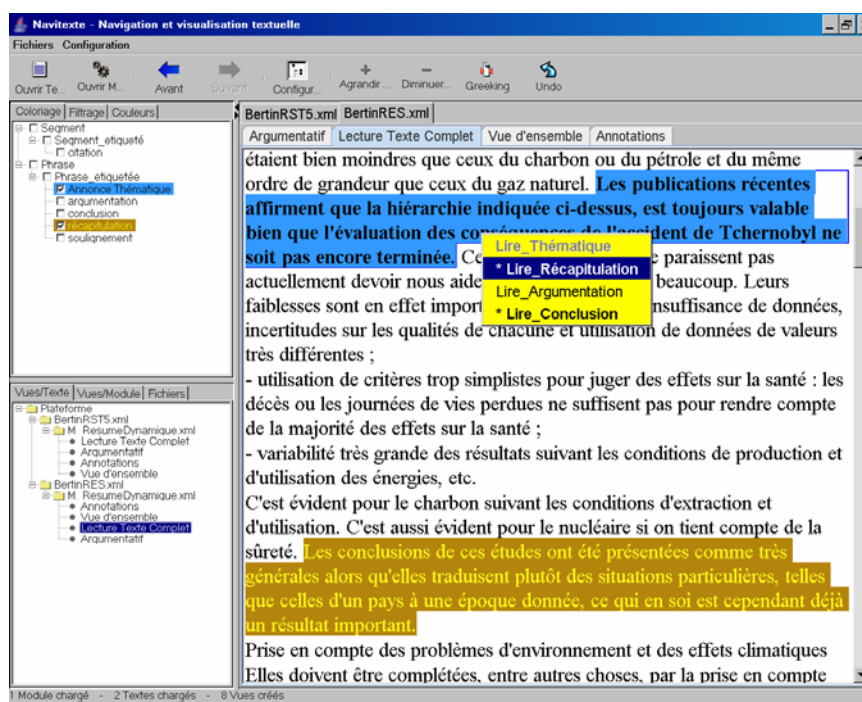 Navitexte - Navigation et visualisation textuelle
Fichiers Configuration
Ouvrir Te... Ouvrir M... Avant Suivant Configur... Agrandir ... Diminuer... Greeking Undo
Coloriage Filtrage Couleurs
Segment
Segment_etiqueté
citation
Phrase
Phrase_etiquetée
Annonce Thématique
argumentation
conclusion
récapitulation
soulignement
Vues/Texte Vues/Module Fichiers
Plateforme
BertinRST5.xml
M ResumeDynamique.xml
Lecture Texte Complet
Argumentatif
Annotations
Vue d'ensemble
BertinRES.xml
M ResumeDynamique.xml
Annotations
Vue d'ensemble
Lecture Texte Complet
Argumentatif
BertinRST5.xml BertinRES.xml
Argumentatif Lecture Texte Complet Vue d'ensemble Annotations
étaient bien moindres que ceux du charbon ou du pétrole et du même
ordre de grandeur que ceux du gaz naturel. Les publications récentes
affirment que la hiérarchie indiquée ci-dessus, est toujours valable
bien que l'évaluation des conséquences de l'accident de Tchernobyl ne
soit pas encore terminée. Ce paraissent pas
actuellement devoir nous aide beaucoup. Leurs
faiblesses sont en effet import nsuffisance de données,
incertitudes sur les qualités de chacune et utilisation de données de valeurs
très différentes ;
- utilisation de critères trop simplistes pour juger des effets sur la santé : les
décès ou les journées de vies perdues ne suffisent pas pour rendre compte
de la majorité des effets sur la santé ;
- variabilité très grande des résultats suivant les conditions de production et
d'utilisation des énergies, etc.
C'est évident pour le charbon suivant les conditions d'extraction et
d'utilisation. C'est aussi évident pour le nucléaire si on tient compte de la
sûreté. Les conclusions de ces études ont été présentées comme très
générales alors qu'elles traduisent plutôt des situations particulières, telles
que celles d'un pays à une époque donnée, ce qui en soi est cependant déjà
un résultat important.
Prise en compte des problèmes d'environnement et des effets climatiques
Elles doivent être complétées, entre autres choses, par la prise en compte
Lire_Thématique
* Lire_Récapitulation
Lire_Argumentation
* Lire_Conclusion
1 Module chargé - 2 Textes chargés - 8 Vues créés